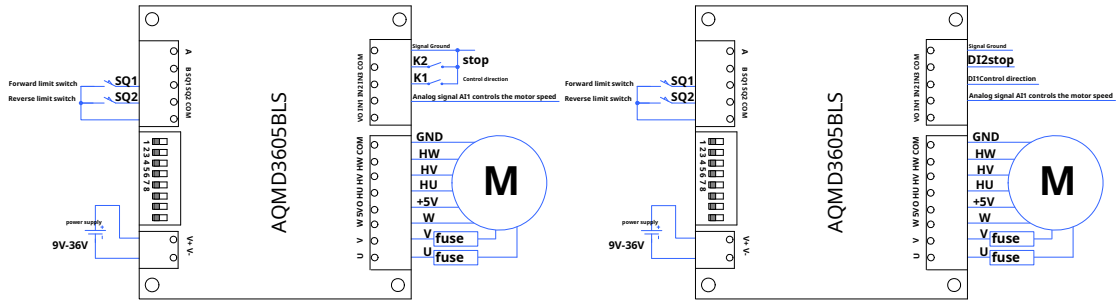 Signal Ground
K2
stop
K1
Control direction
Analog signal AI1 controls the motor speed
VO IN1 IN2 IN3 COM
A
B SQ1 SQ2 COM
Forward limit switch
SQ1
Reverse limit switch
SQ2
AQMD3605BLS
1 2 3 4 5 6 7 8
GND
HW
HV
HU
+5V
W
V
fuse
U
fuse
M
U V W 5VO HU HV HW COM
power supply
9V-36V
V+ V-
Signal Ground
DI2stop
DI1Control direction
Analog signal AI1 controls the motor speed
VO IN1 IN2 IN3 COM
A
B SQ1 SQ2 COM
Forward limit switch
SQ1
Reverse limit switch
SQ2
AQMD3605BLS
1 2 3 4 5 6 7 8
GND
HW
HV
HU
+5V
W
V
fuse
U
fuse
M
U V W 5VO HU HV HW COM
power supply
9V-36V
V+ V-